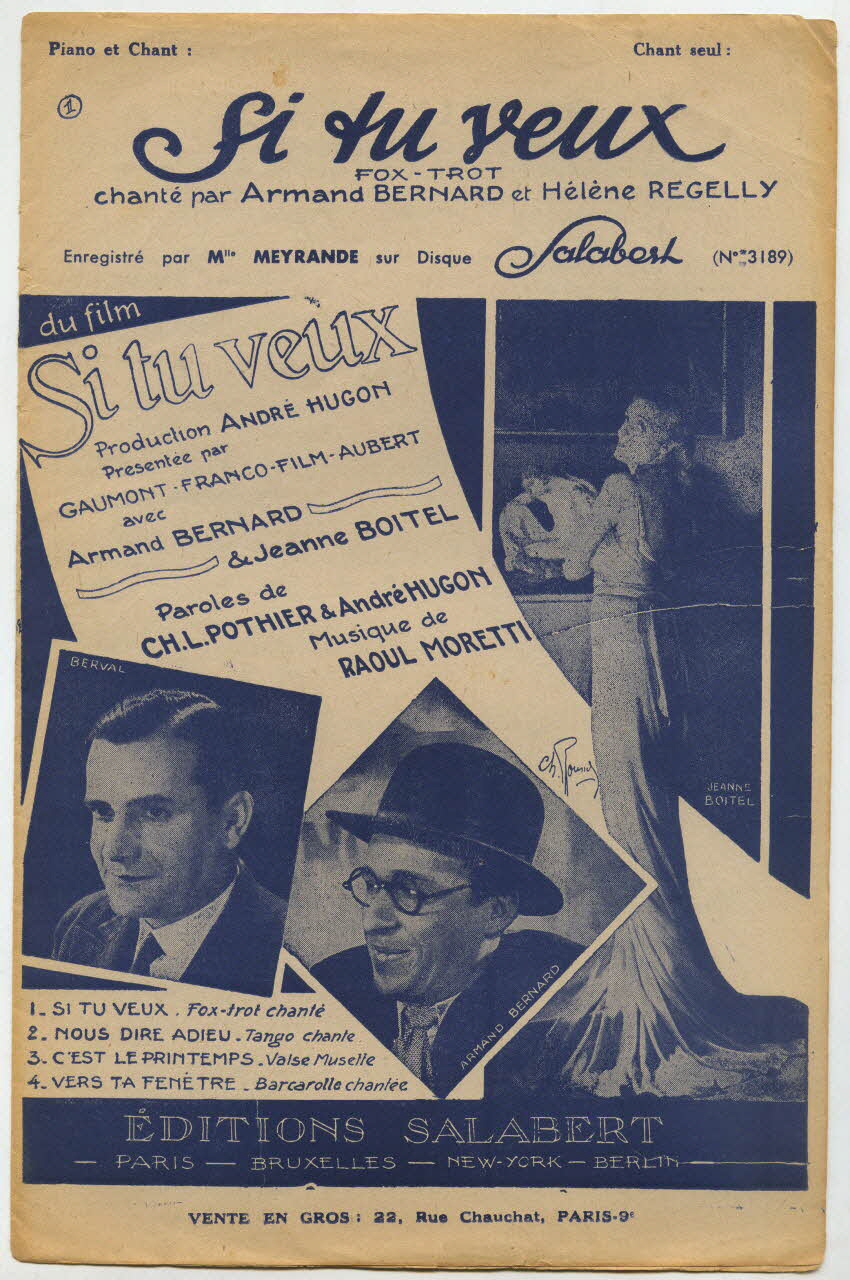 Piano et Chant :
Chant seul :
1
Si tu veux
FOX-TROT
chanté par Armand BERNARD et Hélène REGELLY
Enregistré par Mlle MEYRANDE sur Disque Salabert (No 3189)
du film
Si tu veux
Production ANDRÉ HUGON
Presentée par
GAUMONT-FRANCO-FILM-AUBERT
avec
Armand BERNARD
& Jeanne BOITEL
Paroles de
CH.L.POTHIER & André HUGON
Musique de
RAOUL MORETTI
BERVAL
JEANNE
BOITEL
ARMAND BERNARD
1_ SI TU VEUX . Fox-trot chanté
2_ NOUS DIRE ADIEU . Tango chante
3_ C'EST LE PRINTEMPS . Valse Musette
4_ VERS TA FENÊTRE _ Barcarolle chantée
ÉDITIONS SALABERT
— PARIS — BRUXELLES — NEW-YORK — BERLIN
VENTE EN GROS : 22, Rue Chauchat, PARIS-9e